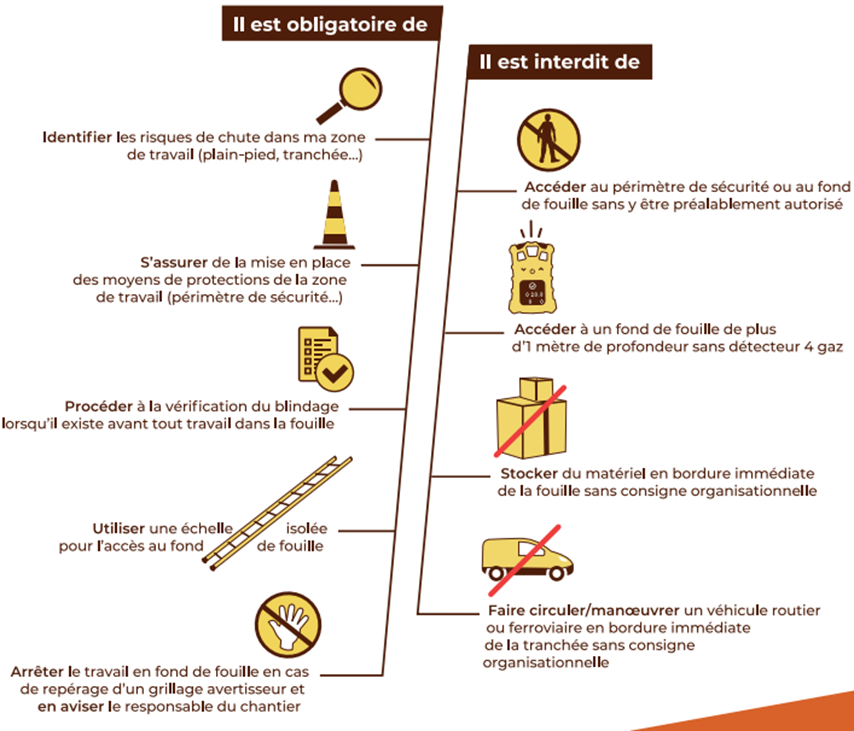 Il est obligatoire de
Identifier les risques de chute dans ma zone
de travail (plain-pied, tranchée...)
S'assurer de la mise en place
des moyens de protections de la zone
de travail (périmètre de sécurité...)
Procéder à la vérification du blindage
lorsqu'il existe avant tout travail dans la fouille
Utiliser une échelle isolée
pour l'accès au fond de fouille
Arrêter le travail en fond de fouille en cas
de repérage d'un grillage avertisseur et
en aviser le responsable du chantier
Il est interdit de
Accéder au périmètre de sécurité ou au fond
de fouille sans y être préalablement autorisé
Accéder à un fond de fouille de plus
d'1 mètre de profondeur sans détecteur 4 gaz
Stocker du matériel en bordure immédiate
de la fouille sans consigne organisationnelle
Faire circuler/manœuvrer un véhicule routier
ou ferroviaire en bordure immédiate
de la tranchée sans consigne
organisationnelle